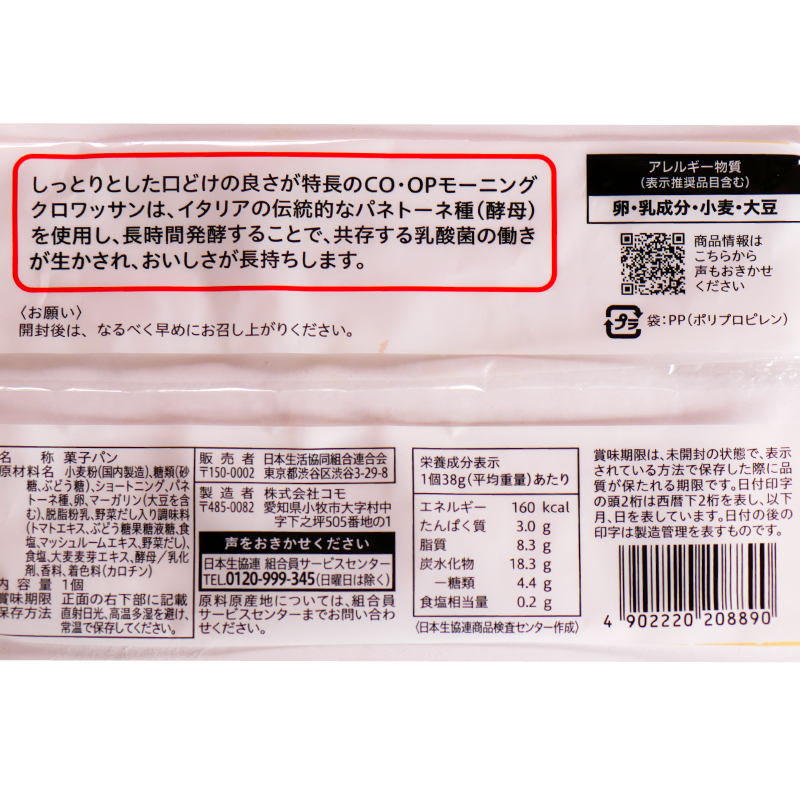 しっとりとした口どけの良さが特長のCO・OPモーニング
クロワッサンは、イタリアの伝統的なパネトーネ種(酵母)
を使用し、長時間発酵することで、共存する乳酸菌の働き
が生かされ、おいしさが長持ちします。
〈お願い〉
開封後は、なるべく早めにお召し上がりください。
アレルギー物質
(表示推奨品目含む)
卵・乳成分・小麦・大豆
商品情報は
こちらから
声もおきかせ
ください
プラ
袋:PP(ポリプロピレン)
名 称 菓子パン
原材料名 小麦粉(国内製造)、糖類(砂
糖、ぶどう糖)、ショートニング、パネ
トーネ種、卵、マーガリン(大豆を含
む)、脱脂粉乳、野菜だし入り調味料
(トマトエキス、ぶどう糖果糖液糖、食
塩、マッシュルームエキス、野菜だし)、
食塩、大麦麦芽エキス、酵母/乳化
剤、香料、着色料(カロチン)
内 容 量 1個
賞味期限 正面の右下部に記載
保存方法 直射日光、高温多湿を避け、
常温で保存してください。
販売者 日本生活協同組合連合会
〒150-0002 東京都渋谷区渋谷3-29-8
製造者 株式会社コモ
〒485-0082 愛知県小牧市大字村中
字下之坪505番地の1
声をおきかせください
日本生協連 組合員サービスセンター
TEL.0120-999-345(日曜日は除く)
原料原産地については、組合員
サービスセンターまでお問い合わ
せください。
栄養成分表示
1個38g(平均重量)あたり
エネルギー 160 kcal
たんぱく質 3.0 g
脂質 8.3 g
炭水化物 18.3 g
－糖類 4.4 g
食塩相当量 0.2 g
〈日本生協連商品検査センター作成〉
賞味期限は、未開封の状態で、表示
されている方法で保存した際に品
質が保たれる期限です。日付印字
の頭2桁は西暦下2桁を表し、以下
月、日を表しています。日付の後の
印字は製造管理を表すものです。
4 902220 208890